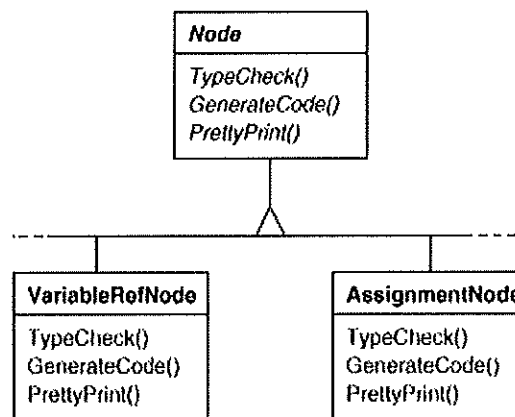 Node
TypeCheck()
GenerateCode()
PrettyPrint()
VariableRefNode
TypeCheck()
GenerateCode()
PrettyPrint()
AssignmentNode
TypeCheck()
GenerateCode()
PrettyPrint()